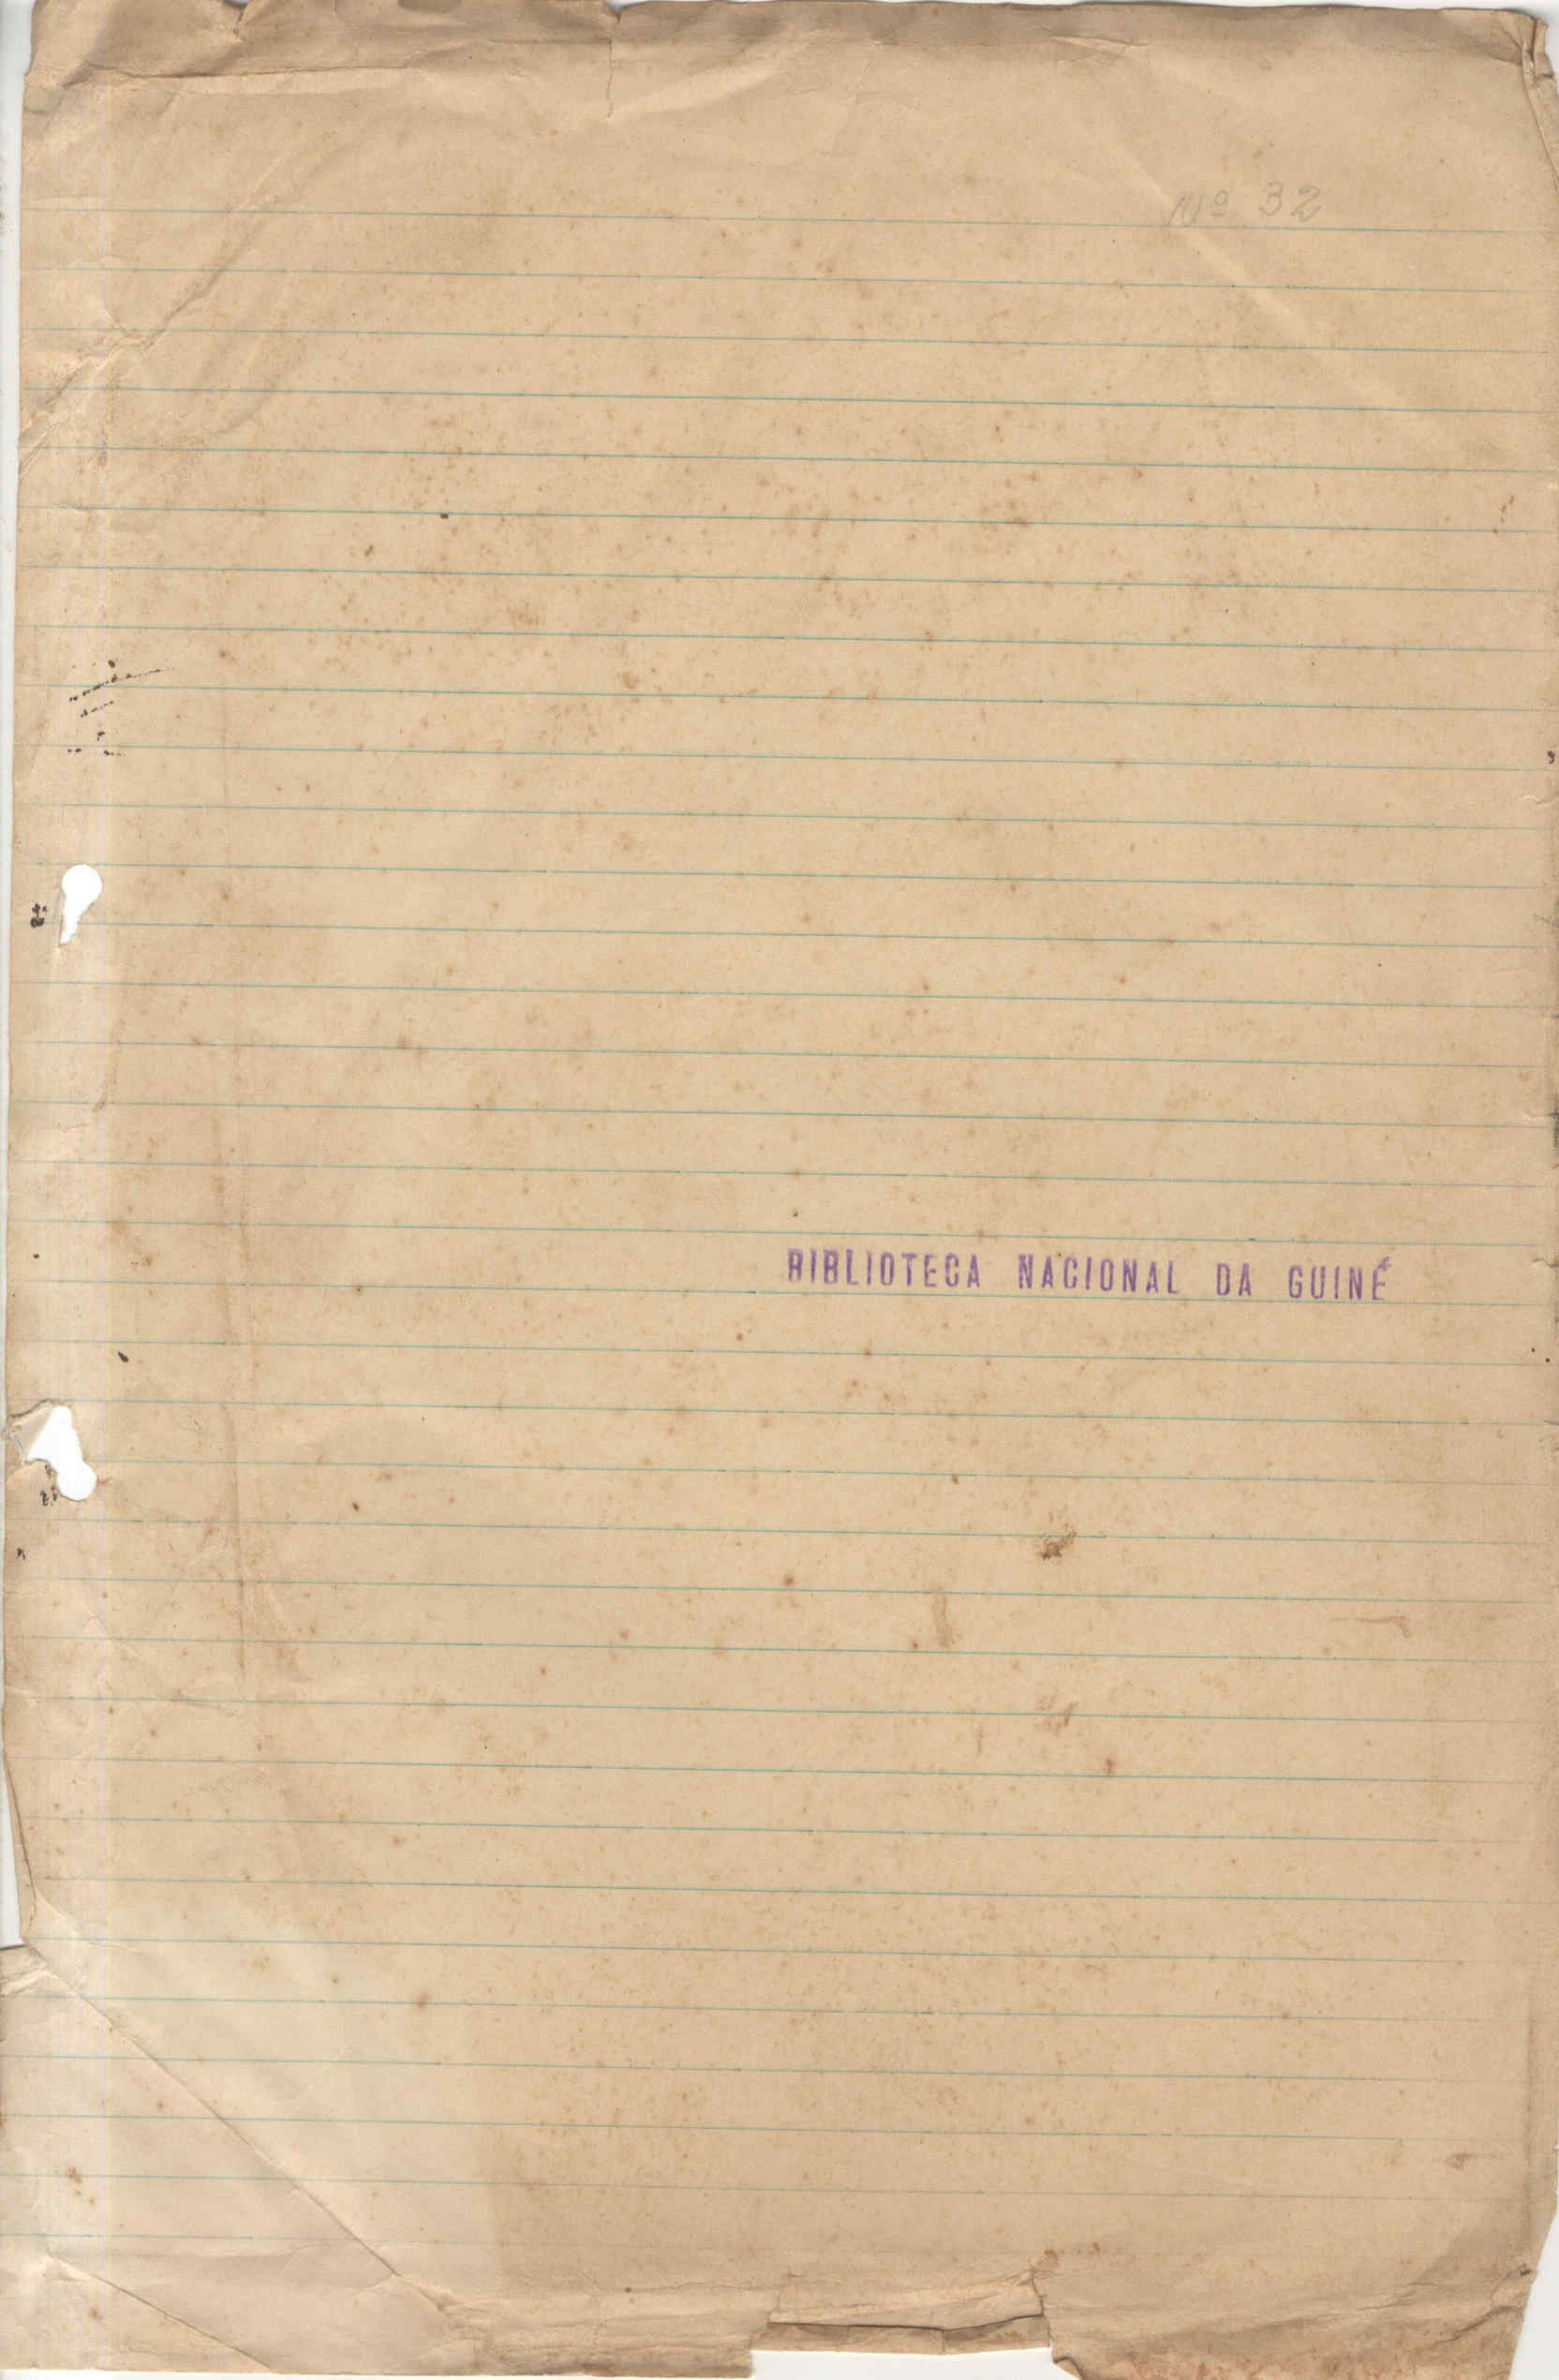 Nº 32
BIBLIOTECA NACIONAL DA GUINÉ